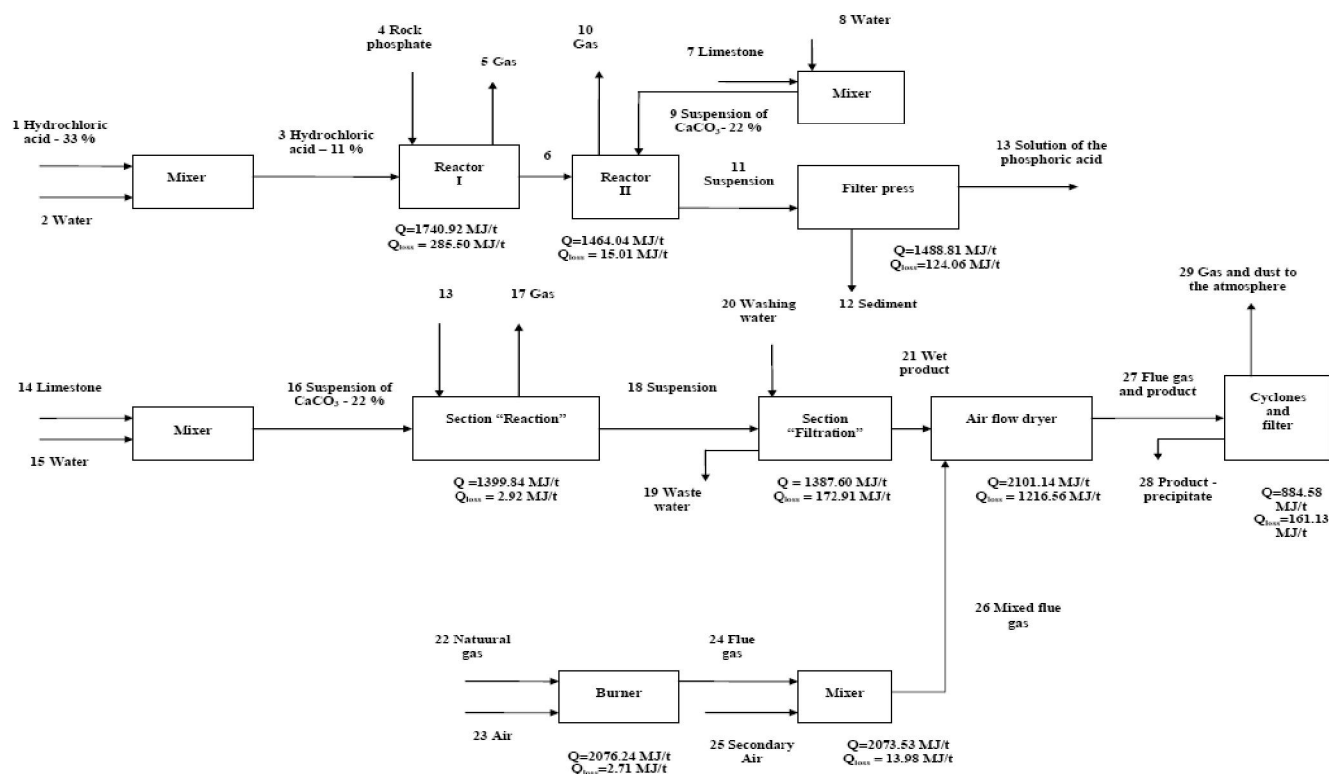 8 Water
4 Rock
phosphate
10
Gas
7 Limestone
5 Gas
Mixer
1 Hydrochloric
acid - 33 %
3 Hydrochloric
acid – 11 %
9 Suspension of
CaCO₃- 22 %
13 Solution of the
phosphoric acid
Mixer
Reactor
I
6
Reactor
II
11
Suspension
Filter press
2 Water
Q=1740.92 MJ/t
Qloss = 285.50 MJ/t
Q=1464.04 MJ/t
Qloss = 15.01 MJ/t
Q=1488.81 MJ/t
Qloss=124.06 MJ/t
29 Gas and dust to
the atmosphere
13
17 Gas
20 Washing
water
12 Sediment
14 Limestone
16 Suspension of
CaCO₃ - 22 %
18 Suspension
21 Wet
product
27 Flue gas
and product
Mixer
Section “Reaction”
Section
“Filtration”
Air flow dryer
Cyclones
and
filter
15 Water
Q =1399.84 MJ/t
Qloss = 2.92 MJ/t
19 Waste
water
Q = 1387.60 MJ/t
Qloss = 172.91 MJ/t
Q=2101.14 MJ/t
Qloss = 1216.56 MJ/t
28 Product -
precipitate
Q=884.58
MJ/t
Qloss=161.13
MJ/t
26 Mixed flue
gas
22 Natuural
gas
24 Flue
gas
Burner
Mixer
23 Air
25 Secondary
Air
Q=2076.24 MJ/t
Qloss=2.71 MJ/t
Q=2073.53 MJ/t
Qloss = 13.98 MJ/t